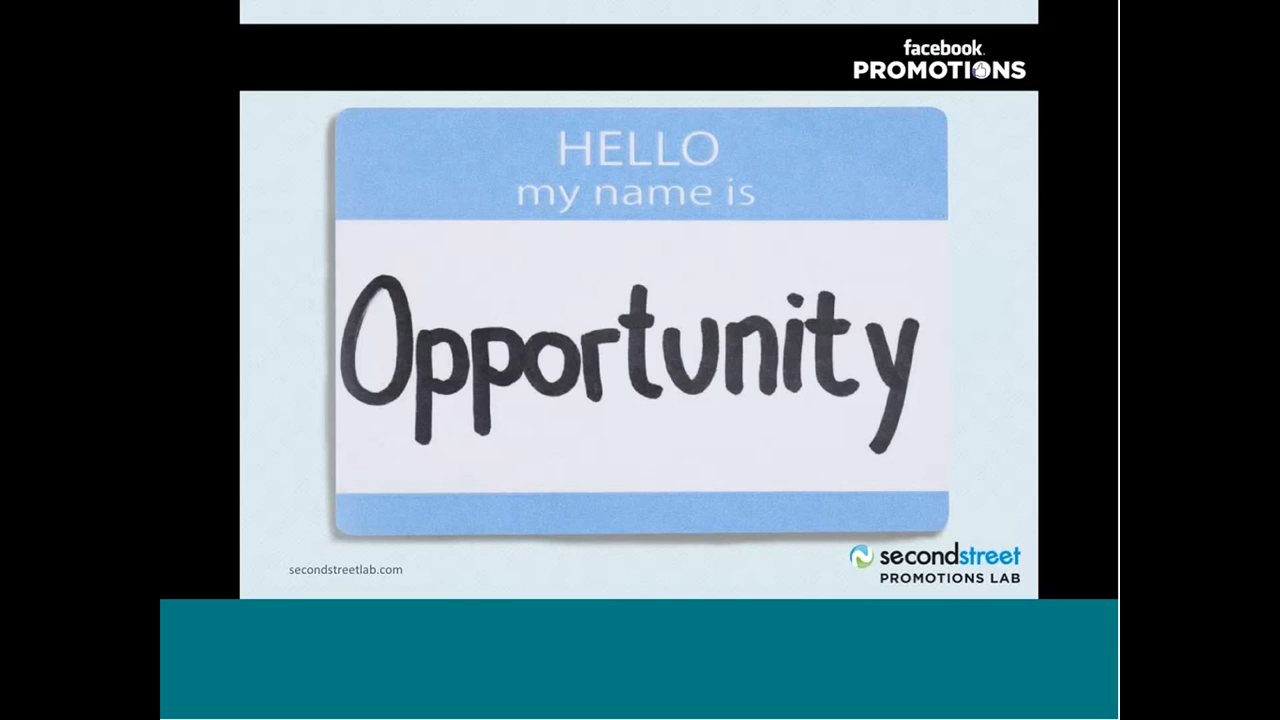 facebook
PROMOTIONS
HELLO
my name is
Opportunity
secondstreetlab.com
secondstreet
PROMOTIONS LAB